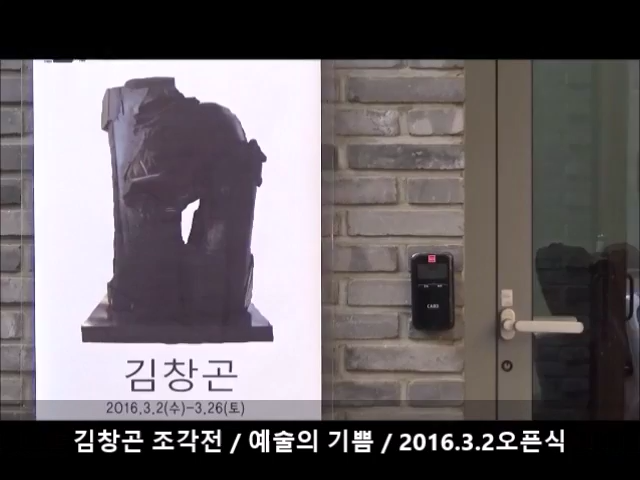 김창곤
2016.3.2(수)-3.26(토)
CAPS
김창곤 조각전 / 예술의 기쁨 / 2016.3.2오픈식